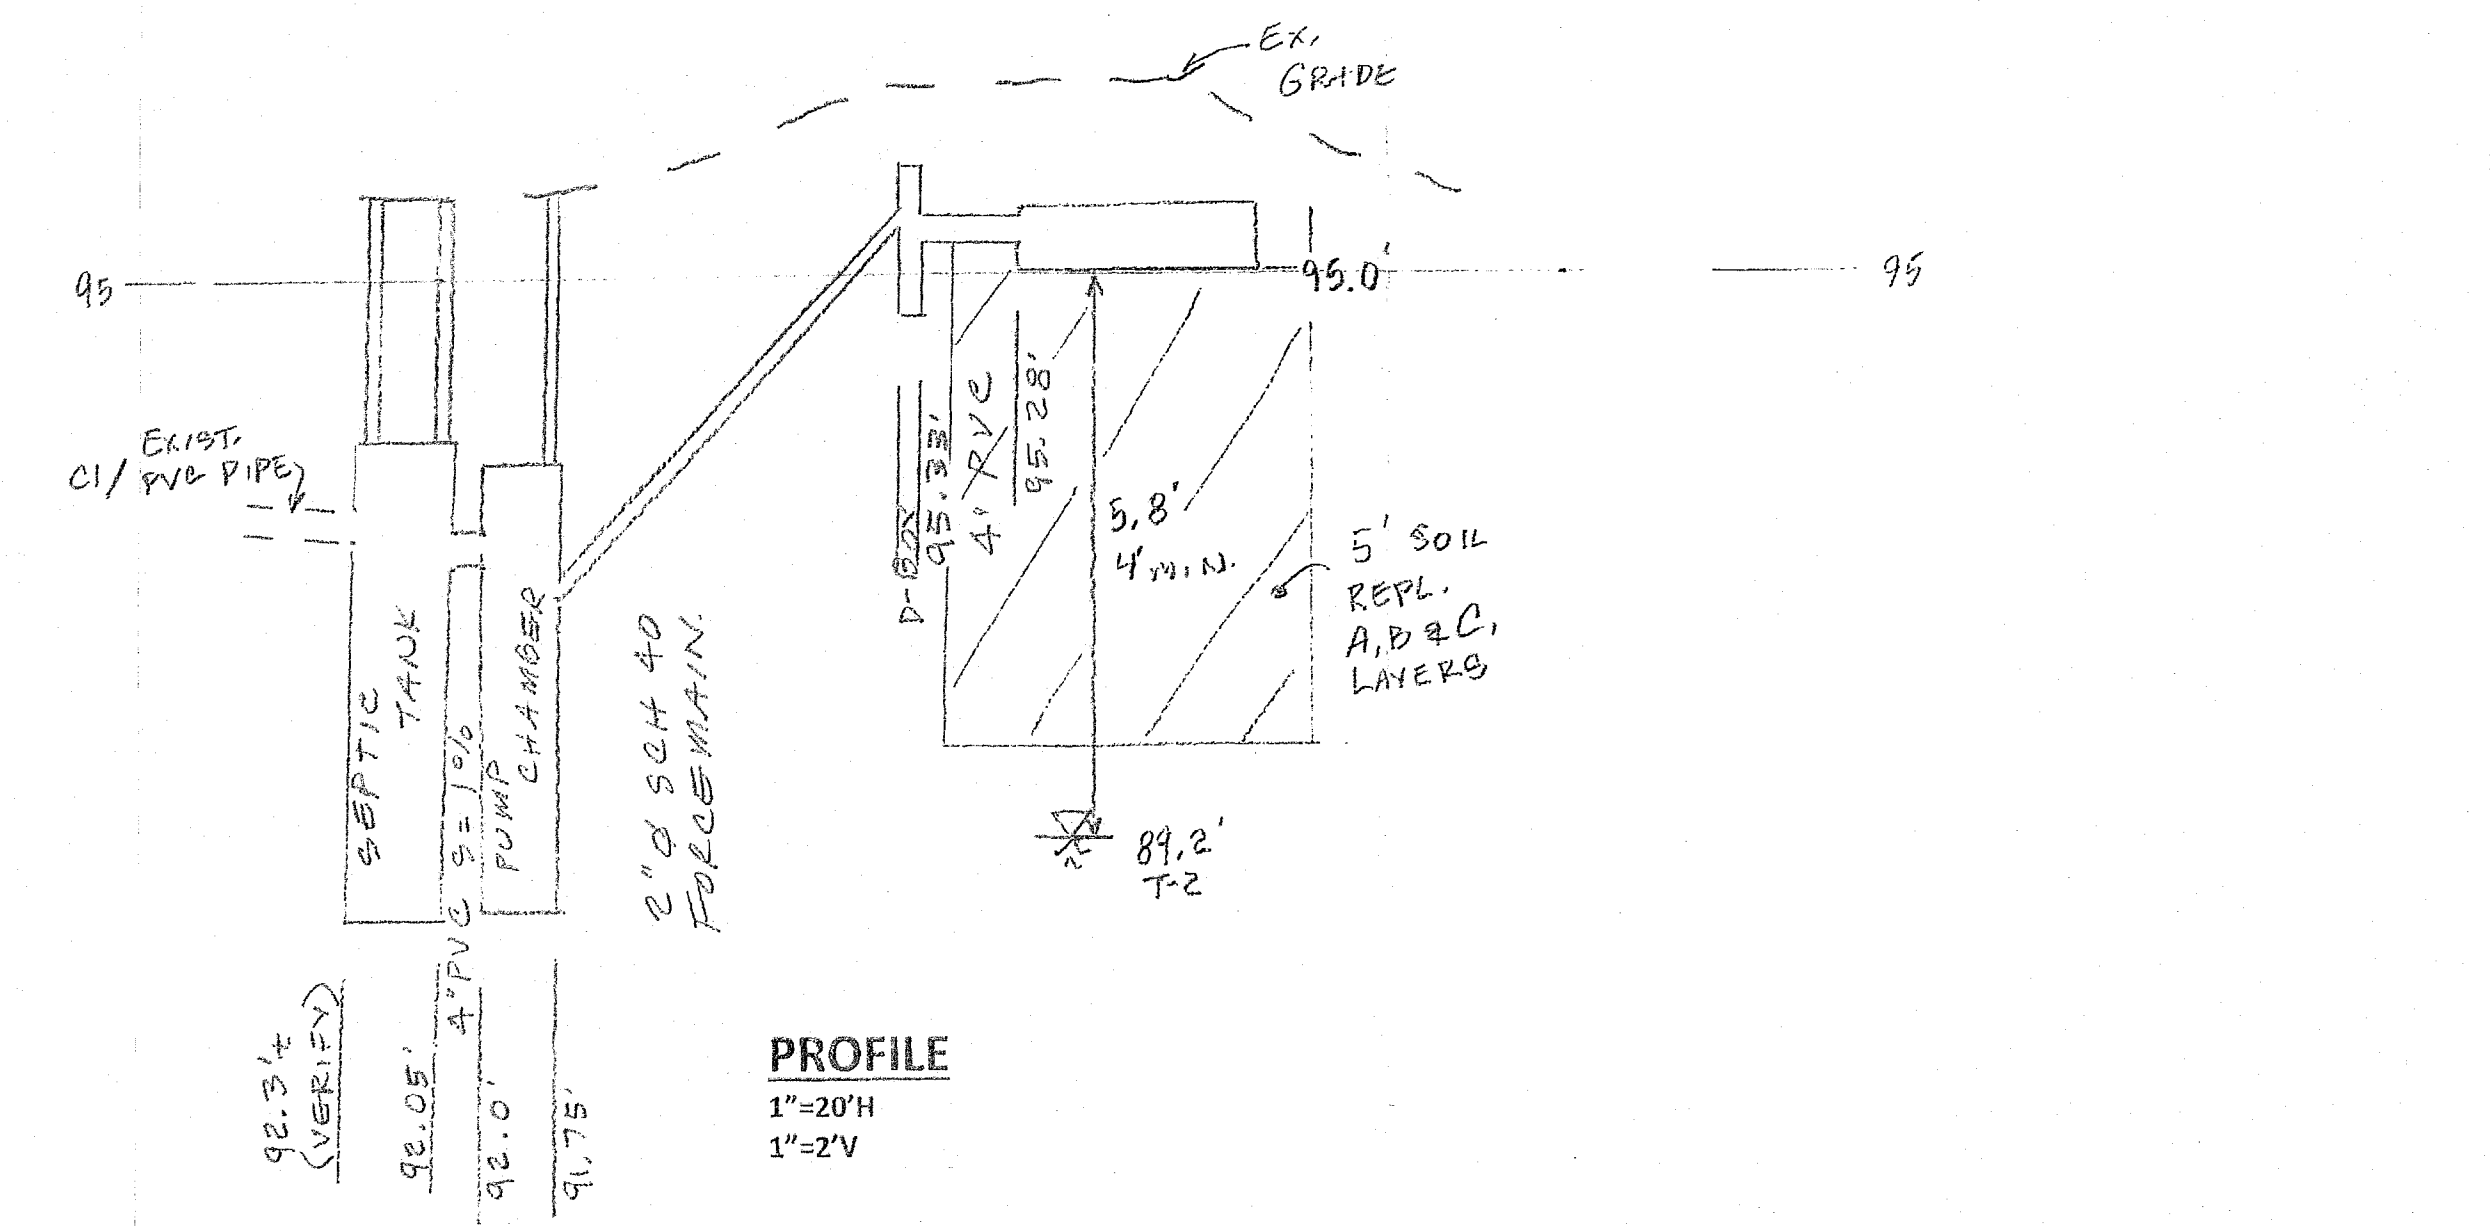 EX.
GRADE
95
95.0'
95
EXIST.
CI/ PVC PIPE
SEPTIC
TANK
4"PVC S=1%
PUMP
CHAMBER
2"Ø SCH 40
FORCEMAIN.
D-BOX
95.33'
4" PVC
95.28'
5.8'
4' MIN.
5' SOIL
REPL.
A,B & C,
LAYERS
89.2'
T-2
92.3'±
(VERIFY)
92.05'
92.0'
91.75'
PROFILE
1"=20'H
1"=2'V